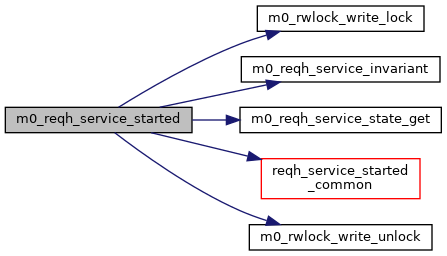 m0_rwlock_write_lock
m0_reqh_service_invariant
m0_reqh_service_started
m0_reqh_service_state_get
reqh_service_started
_common
m0_rwlock_write_unlock